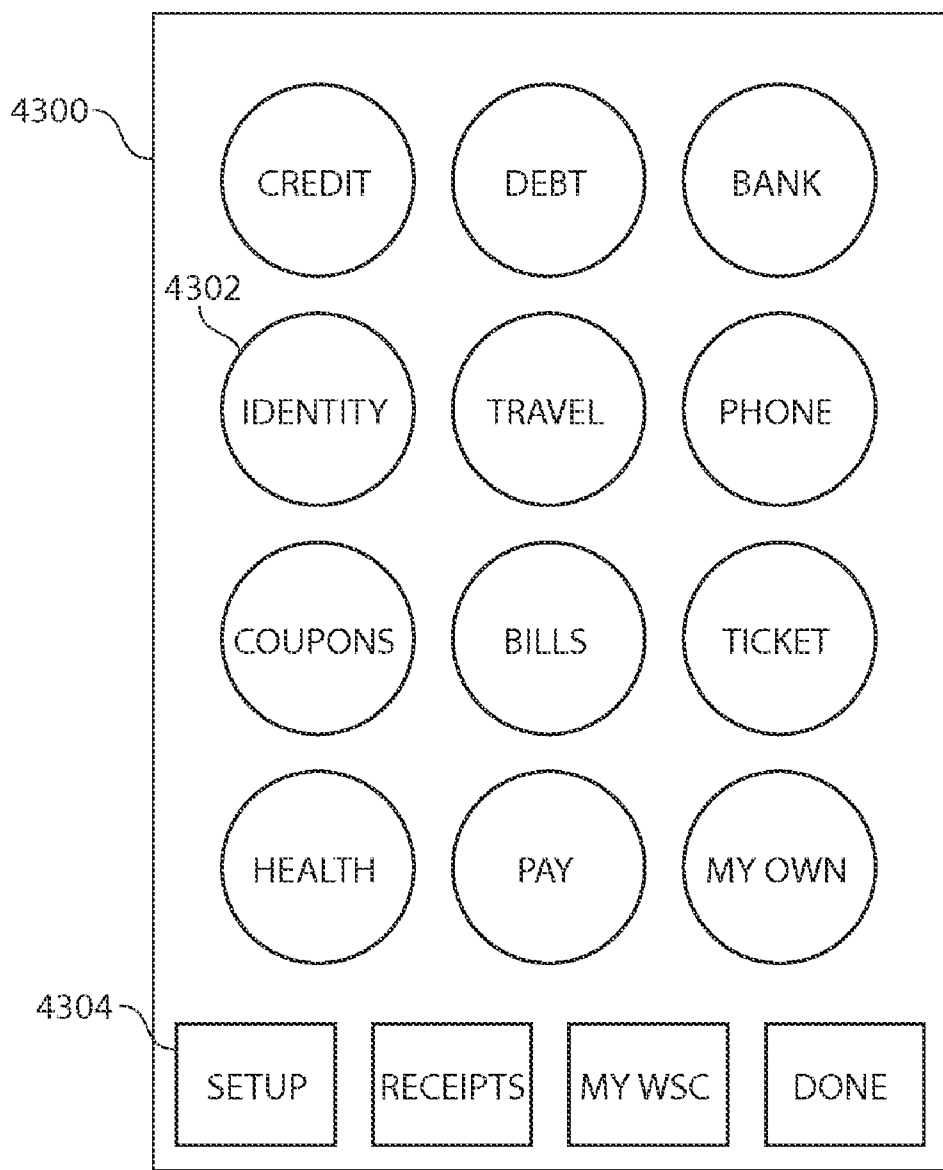 4300
CREDIT DEBT BANK
4302
IDENTITY TRAVEL PHONE
COUPONS BILLS TICKET
HEALTH PAY MY OWN
4304
SETUP RECEIPTS MY WSC DONE